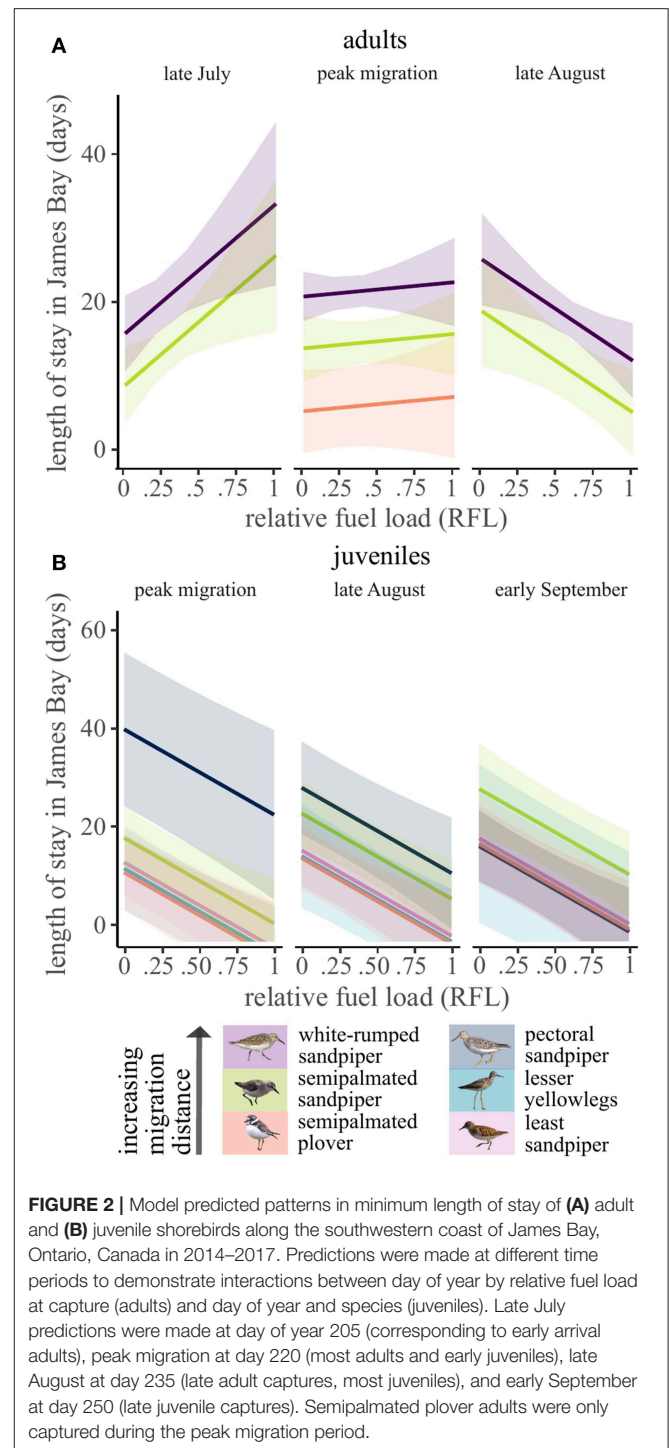 A
adults
late July
peak migration
late August
length of stay in James Bay (days)
40
20
0
0 .25 .5 .75 1
0 .25 .5 .75 1
0 .25 .5 .75 1
relative fuel load (RFL)
B
juveniles
peak migration
late August
early September
length of stay in James Bay (days)
60
40
20
0
0 .25 .50 .75 1
0 .25 .50 .75 1
0 .25 .50 .75 1
relative fuel load (RFL)
increasing
migration
distance
white-rumped
sandpiper
semipalmated
sandpiper
semipalmated
plover
pectoral
sandpiper
lesser
yellowlegs
least
sandpiper
FIGURE 2 | Model predicted patterns in minimum length of stay of (A) adult
and (B) juvenile shorebirds along the southwestern coast of James Bay,
Ontario, Canada in 2014–2017. Predictions were made at different time
periods to demonstrate interactions between day of year by relative fuel load
at capture (adults) and day of year and species (juveniles). Late July
predictions were made at day of year 205 (corresponding to early arrival
adults), peak migration at day 220 (most adults and early juveniles), late
August at day 235 (late adult captures, most juveniles), and early September
at day 250 (late juvenile captures). Semipalmated plover adults were only
captured during the peak migration period.